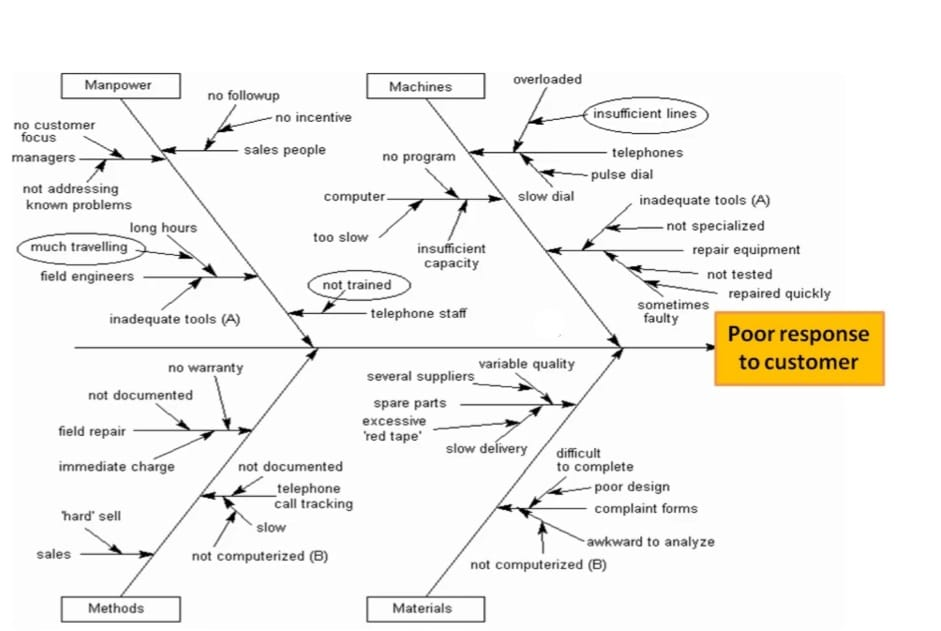 Manpower
no followup
no incentive
sales people
no customer
focus
managers
not addressing
known problems
long hours
much travelling
field engineers
inadequate tools (A)
not trained
telephone staff
Machines
overloaded
insufficient lines
telephones
pulse dial
slow dial
no program
computer
too slow
insufficient
capacity
inadequate tools (A)
not specialized
repair equipment
not tested
repaired quickly
sometimes
faulty
Poor response
to customer
no warranty
not documented
field repair
immediate charge
not documented
telephone
call tracking
slow
not computerized (B)
'hard' sell
sales
Methods
variable quality
several suppliers
spare parts
excessive
'red tape'
slow delivery
difficult
to complete
poor design
complaint forms
awkward to analyze
not computerized (B)
Materials